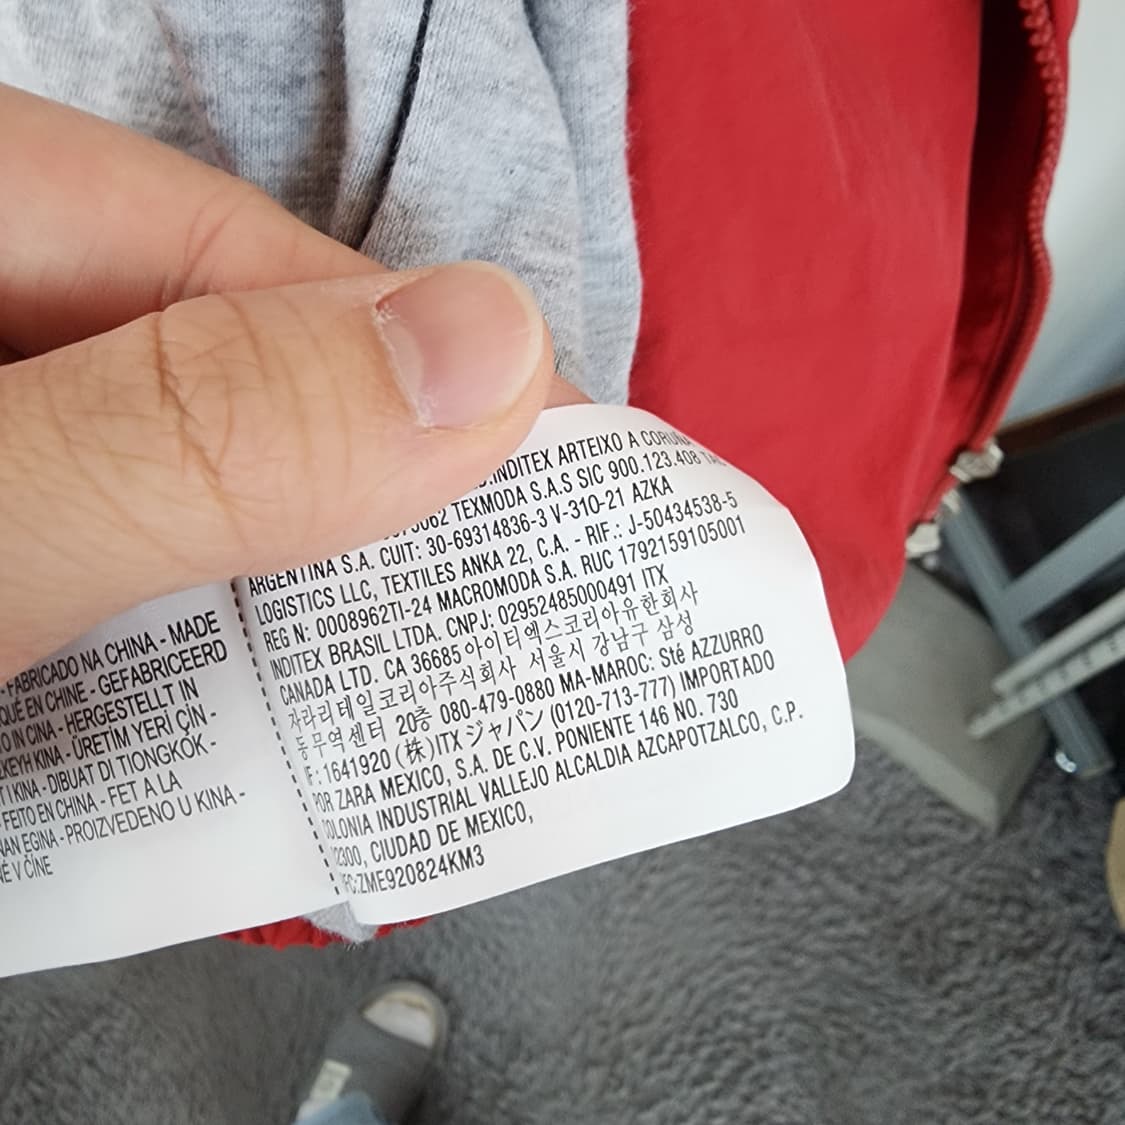 FABRICADO NA CHINA - MADE
QUÉ EN CHINE - GEFABRICEERD
O IN CINA - HERGESTELLT IN
KINA - ÜRETİM YERİ ÇİN -
KINA - DIBUAT DI TIONGKOK -
FEITO EN CHINA - FET A LA
EGINA - PROIZVEDENO U KINA -
V ČÍNE
INDITEX ARTEIXO A CORUÑA
TEXMODA S.A.S SIC 900.123.408
ARGENTINA S.A. CUIT: 30-69314836-3 V-310-21 AZKA
LOGISTICS LLC, TEXTILES ANKA 22, C.A. - RIF.: J-50434538-5
REG N: 0008962TI-24 MACROMODA S.A. RUC 1792159105001
INDITEX BRASIL LTDA. CNPJ: 02952485000491 ITX
CANADA LTD. CA 36685 아이티엑스코리아유한회사
자라리테일코리아주식회사 서울시 강남구 삼성
동무역센터 20층 080-479-0880 MA-MAROC: Sté AZZURRO
IF: 1641920 (株)ITX ジャパン (0120-713-777) IMPORTADO
POR ZARA MEXICO, S.A. DE C.V. PONIENTE 146 NO. 730
COLONIA INDUSTRIAL VALLEJO ALCALDIA AZCAPOTZALCO, C.P.
02300, CIUDAD DE MEXICO,
RFC:ZME920824KM3